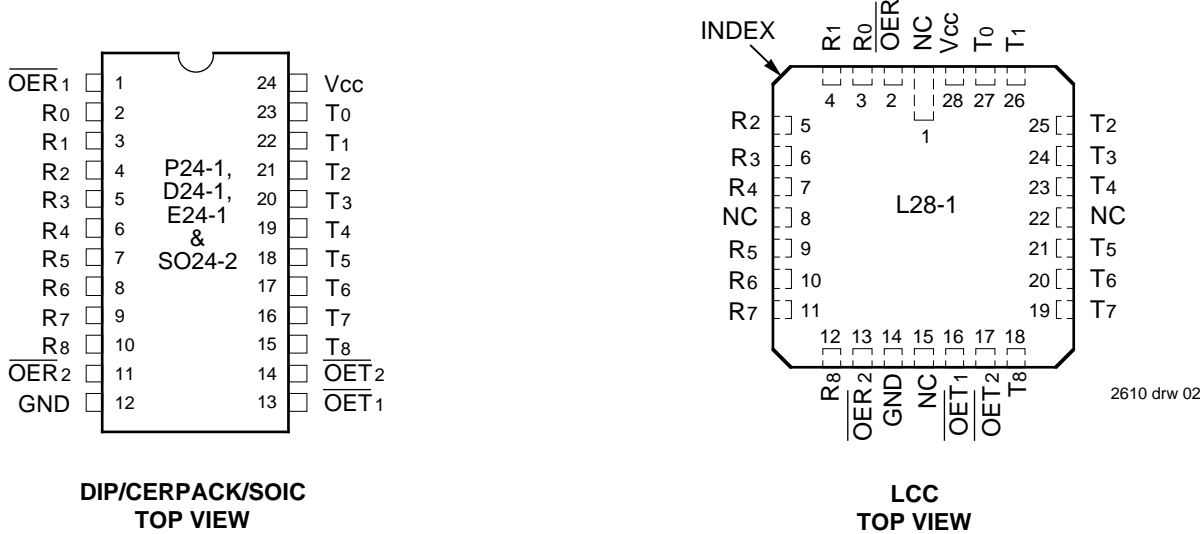 OER1 1 24 Vcc
R0 2 23 T0
R1 3 22 T1
R2 4 21 T2
R3 5 20 T3
R4 6 19 T4
R5 7 18 T5
R6 8 17 T6
R7 9 16 T7
R8 10 15 T8
OER2 11 14 OET2
GND 12 13 OET1
P24-1,
D24-1,
E24-1
&
SO24-2
DIP/CERPACK/SOIC
TOP VIEW
INDEX
R1 R0 OER NC Vcc T0 T1
4 3 2 1 28 27 26
R2 5 25 T2
R3 6 24 T3
R4 7 23 T4
NC 8 22 NC
R5 9 21 T5
R6 10 20 T6
R7 11 19 T7
L28-1
12 13 14 15 16 17 18
R8 OER2 GND NC OET1 OET2 T8
2610 drw 02
LCC
TOP VIEW